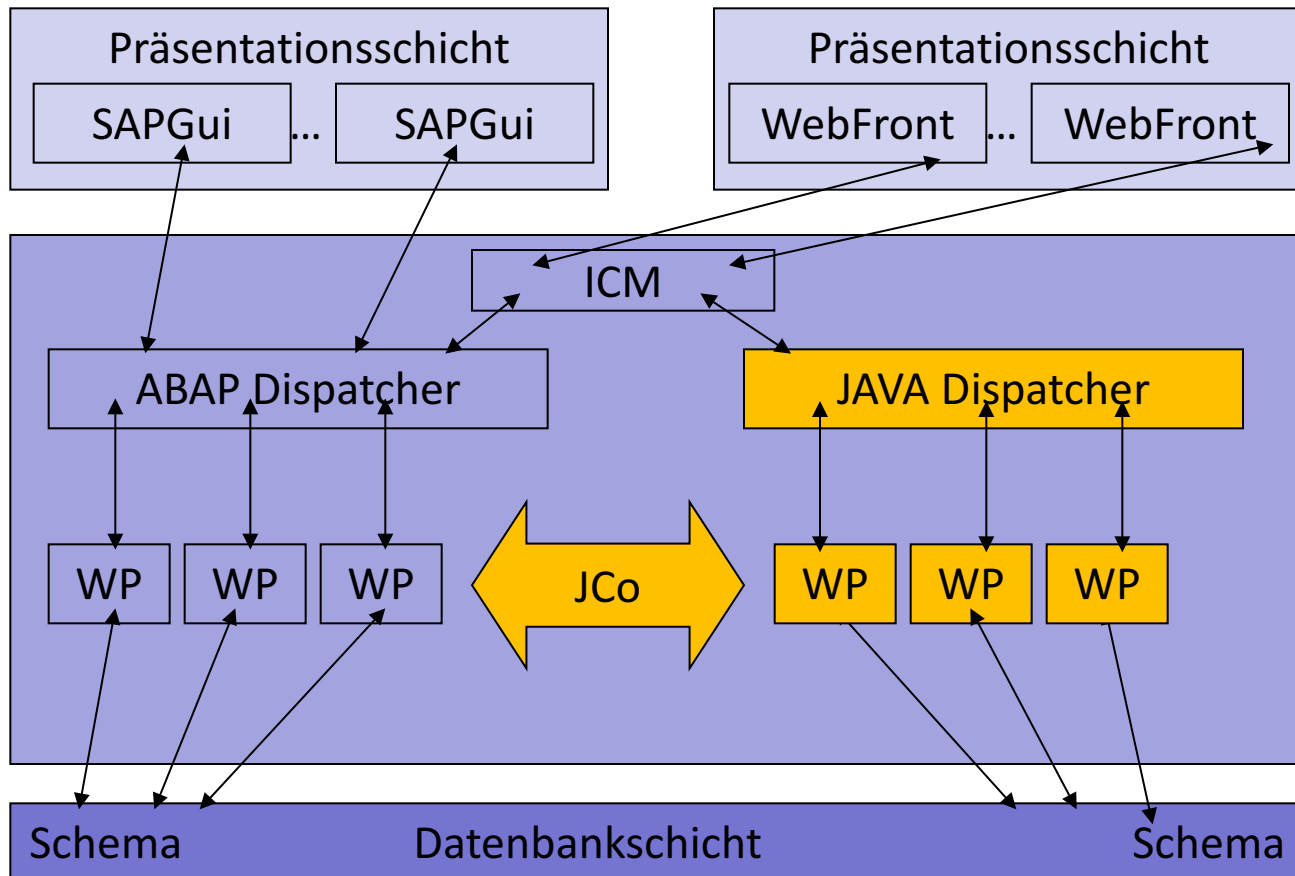 Präsentationsschicht
SAPGui ... SAPGui
Präsentationsschicht
WebFront ... WebFront
ICM
ABAP Dispatcher
JAVA Dispatcher
WP WP WP
JCo
WP WP WP
Schema Datenbankschicht Schema